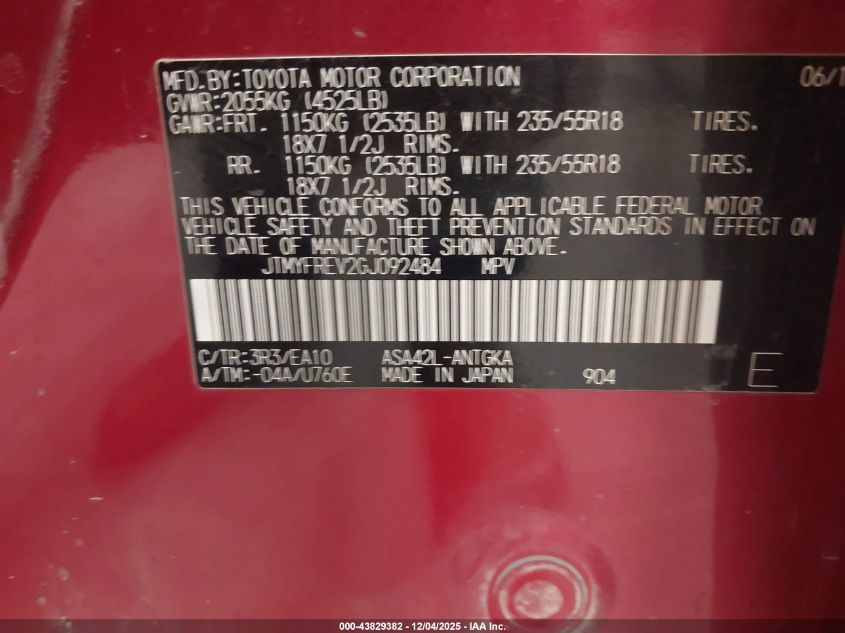 MFD. BY: TOYOTA MOTOR CORPORATION 06/1
GVWR: 2055KG (4525LB)
GAWR: FRT. 1150KG (2535LB) WITH 235/55R18 TIRES.
18X7 1/2J RIMS.
RR. 1150KG (2535LB) WITH 235/55R18 TIRES.
18X7 1/2J RIMS.
THIS VEHICLE CONFORMS TO ALL APPLICABLE FEDERAL MOTOR
VEHICLE SAFETY AND THEFT PREVENTION STANDARDS IN EFFECT ON
THE DATE OF MANUFACTURE SHOWN ABOVE.
JTMYFREV2GJ092484 MPV
C/TR: 3R3/EA10 ASA42L-ANTGKA
A/TM: -04A/U760E MADE IN JAPAN 904 E
000-43829382 - 12/04/2025 - IAA Inc.